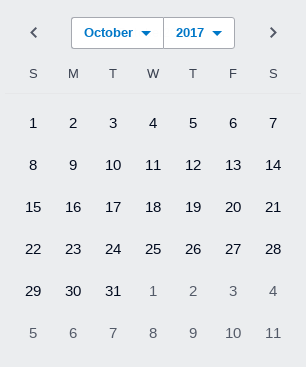 October 2017
S M T W T F S
1 2 3 4 5 6 7
8 9 10 11 12 13 14
15 16 17 18 19 20 21
22 23 24 25 26 27 28
29 30 31 1 2 3 4
5 6 7 8 9 10 11